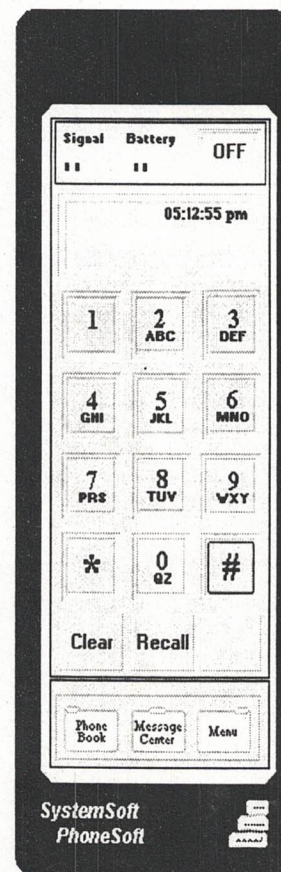 Signal Battery OFF
05:12:55 pm
1 2 3
ABC DEF
4 5 6
GHI JKL MNO
7 8 9
PRS TUV WXY
* 0 #
QZ
Clear Recall
Phone Message Menu
Book Center
SystemSoft
PhoneSoft